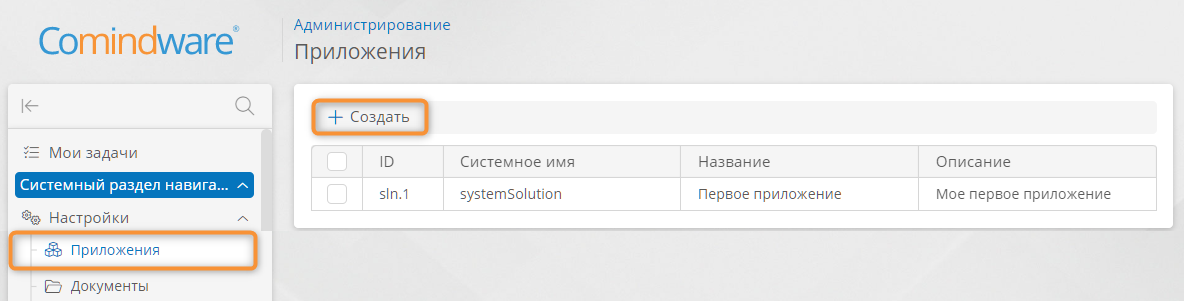 Comindware®
Администрирование
Приложения
Мои задачи
Системный раздел навига...
Настройки
Приложения
Документы
Создать
ID Системное имя Название Описание
sln.1 systemSolution Первое приложение Мое первое приложение